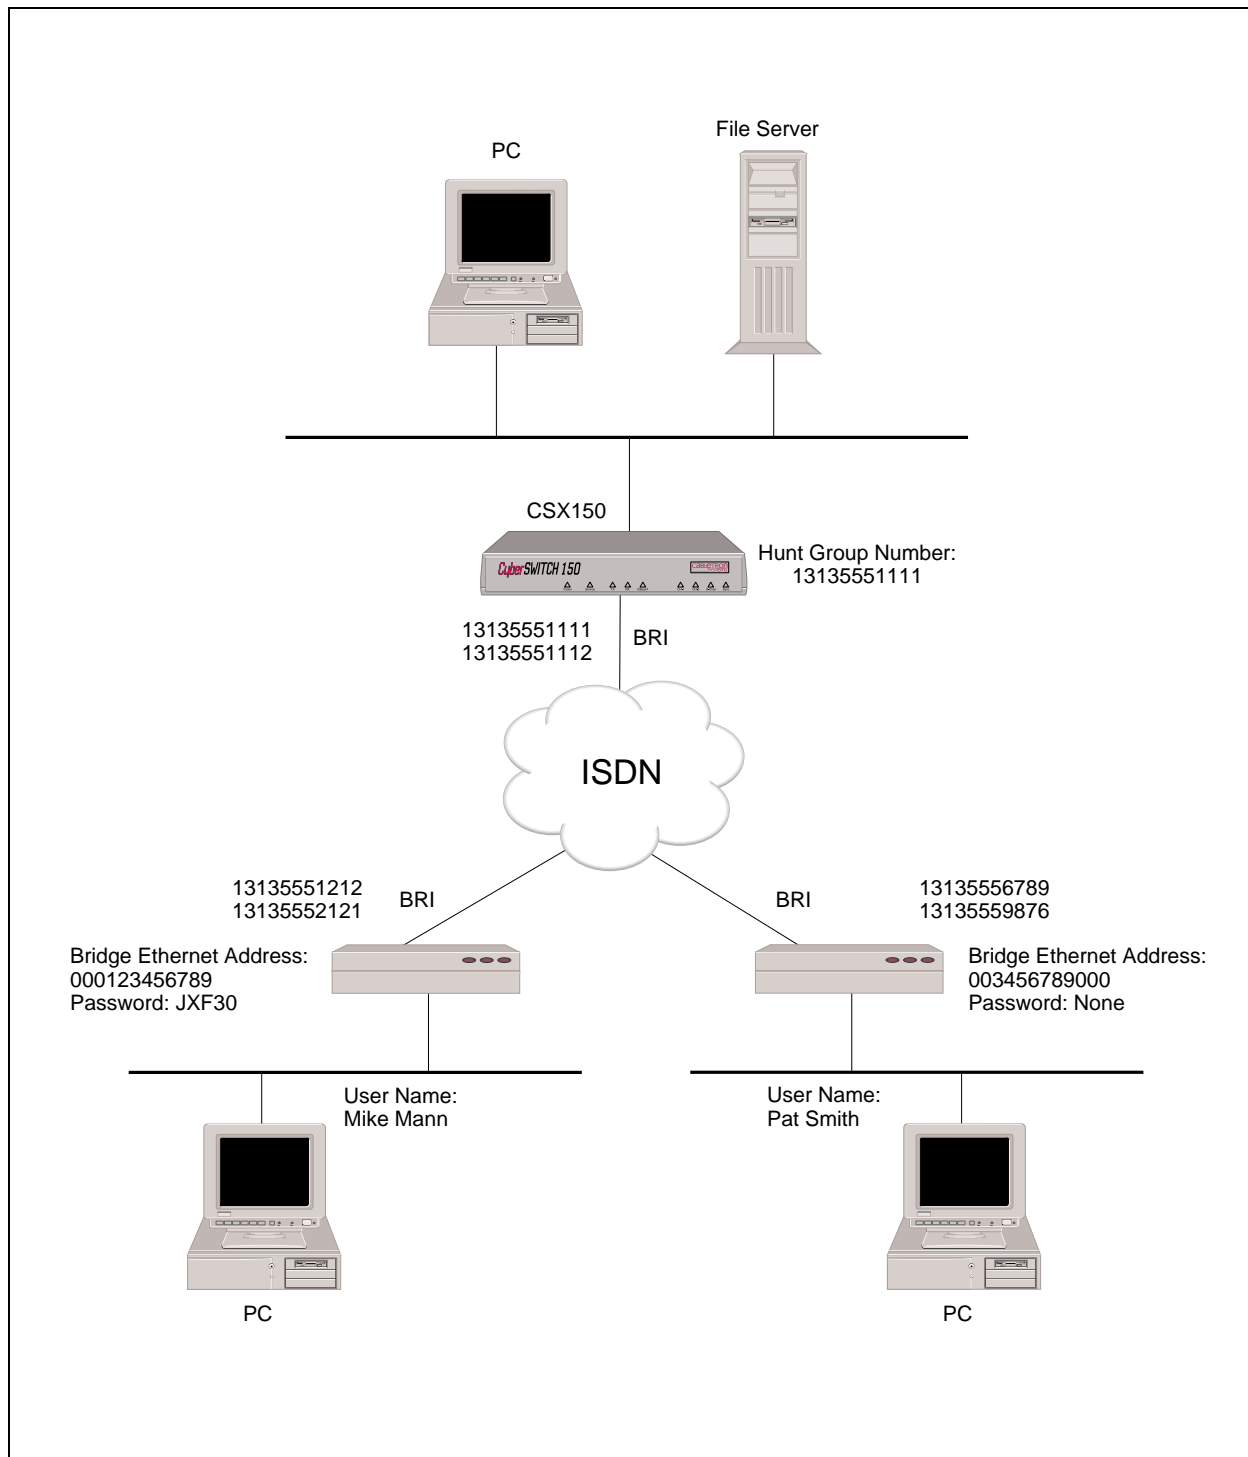 File Server
PC
CSX150
CyberSWITCH 150
Hunt Group Number:
13135551111
13135551111
13135551112
BRI
ISDN
13135551212
13135552121
BRI
BRI
13135556789
13135559876
Bridge Ethernet Address:
000123456789
Password: JXF30
Bridge Ethernet Address:
003456789000
Password: None
User Name:
Mike Mann
User Name:
Pat Smith
PC
PC